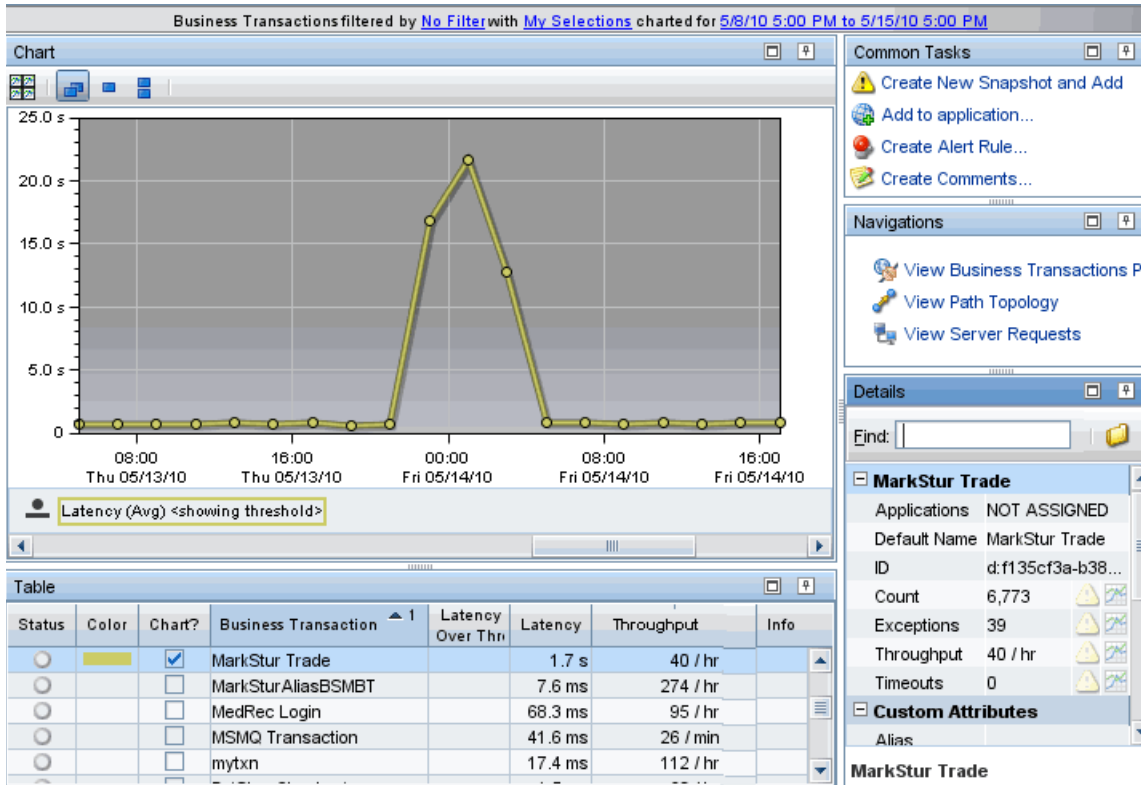 Business Transactions filtered by No Filter with My Selections charted for 5/8/10 5:00 PM to 5/15/10 5:00 PM
Chart
25.0 s
20.0 s
15.0 s
10.0 s
5.0 s
0
08:00 16:00 00:00 08:00 16:00
Thu 05/13/10 Thu 05/13/10 Fri 05/14/10 Fri 05/14/10 Fri 05/14/10
Latency (Avg) <showing threshold>
Table
Status Color Chart? Business Transaction 1 Latency Over Thr Latency Throughput Info
MarkStur Trade 1.7 s 40 / hr
MarkSturAliasBSMBT 7.6 ms 274 / hr
MedRec Login 68.3 ms 95 / hr
MSMQ Transaction 41.6 ms 26 / min
mytxn 17.4 ms 112 / hr
Common Tasks
Create New Snapshot and Add
Add to application...
Create Alert Rule...
Create Comments...
Navigations
View Business Transactions P
View Path Topology
View Server Requests
Details
Find:
MarkStur Trade
Applications NOT ASSIGNED
Default Name MarkStur Trade
ID d:f135cf3a-b38...
Count 6,773
Exceptions 39
Throughput 40 / hr
Timeouts 0
Custom Attributes
Alias
MarkStur Trade